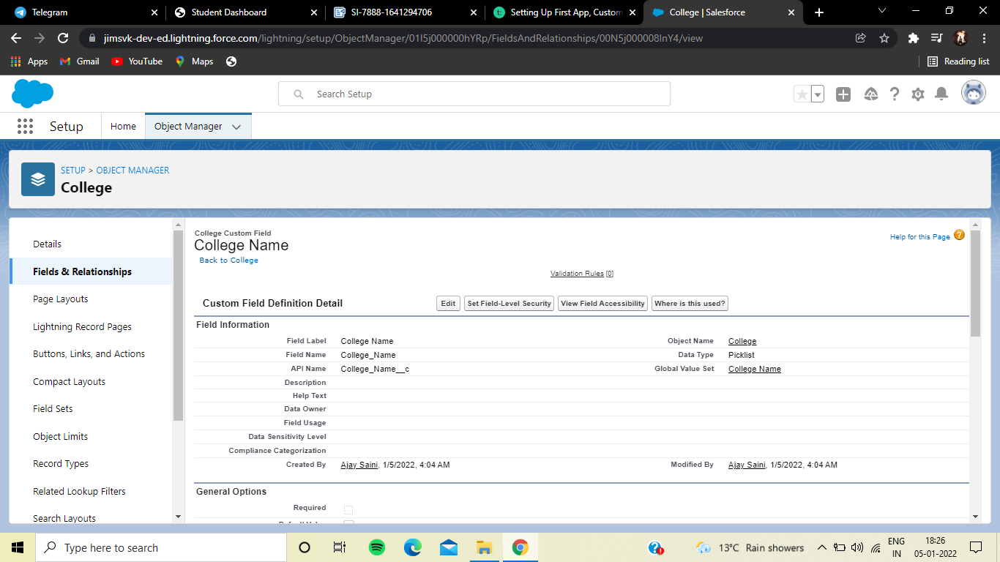 Telegram
Student Dashboard
SI-7888-1641294706
Setting Up First App, Custom
College | Salesforce
jimsvk-dev-ed.lightning.force.com/lightning/setup/ObjectManager/01I5j000000hYRp/FieldsAndRelationships/00N5j000008InY4/view
Apps
Gmail
YouTube
Maps
Reading list
Search Setup
Setup
Home
Object Manager
SETUP > OBJECT MANAGER
College
Details
Fields & Relationships
Page Layouts
Lightning Record Pages
Buttons, Links, and Actions
Compact Layouts
Field Sets
Object Limits
Record Types
Related Lookup Filters
Search Layouts
College Custom Field
College Name
Back to College
Help for this Page
Validation Rules [0]
Custom Field Definition Detail
Edit
Set Field-Level Security
View Field Accessibility
Where is this used?
Field Information
Field Label College Name Object Name College
Field Name College_Name Data Type Picklist
API Name College_Name__c Global Value Set College Name
Description
Help Text
Data Owner
Field Usage
Data Sensitivity Level
Compliance Categorization
Created By Ajay Saini, 1/5/2022, 4:04 AM Modified By Ajay Saini, 1/5/2022, 4:04 AM
General Options
Required
Type here to search
13°C Rain showers
ENG
IN
18:26
05-01-2022